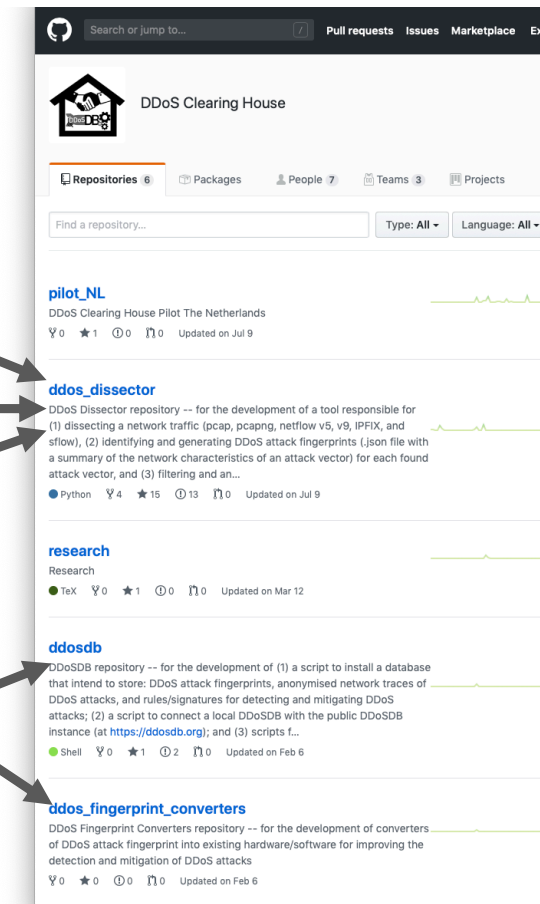 Search or jump to... / Pull requests Issues Marketplace Ex
DDoSDB
DDoS Clearing House
Repositories 6 Packages People 7 Teams 3 Projects
Find a repository... Type: All Language: All
pilot_NL
DDoS Clearing House Pilot The Netherlands
0 1 0 0 Updated on Jul 9
ddos_dissector
DDoS Dissector repository -- for the development of a tool responsible for
(1) dissecting a network traffic (pcap, pcapng, netflow v5, v9, IPFIX, and
sflow), (2) identifying and generating DDoS attack fingerprints (.json file with
a summary of the network characteristics of an attack vector) for each found
attack vector, and (3) filtering and an...
Python 4 15 13 0 Updated on Jul 9
research
Research
TeX 0 1 0 0 Updated on Mar 12
ddosdb
DDoSDB repository -- for the development of (1) a script to install a database
that intend to store: DDoS attack fingerprints, anonymised network traces of
DDoS attacks, and rules/signatures for detecting and mitigating DDoS
attacks; (2) a script to connect a local DDoSDB with the public DDoSDB
instance (at https://ddosdb.org); and (3) scripts f...
Shell 0 1 2 0 Updated on Feb 6
ddos_fingerprint_converters
DDoS Fingerprint Converters repository -- for the development of converters
of DDoS attack fingerprint into existing hardware/software for improving the
detection and mitigation of DDoS attacks
0 0 0 0 Updated on Feb 6